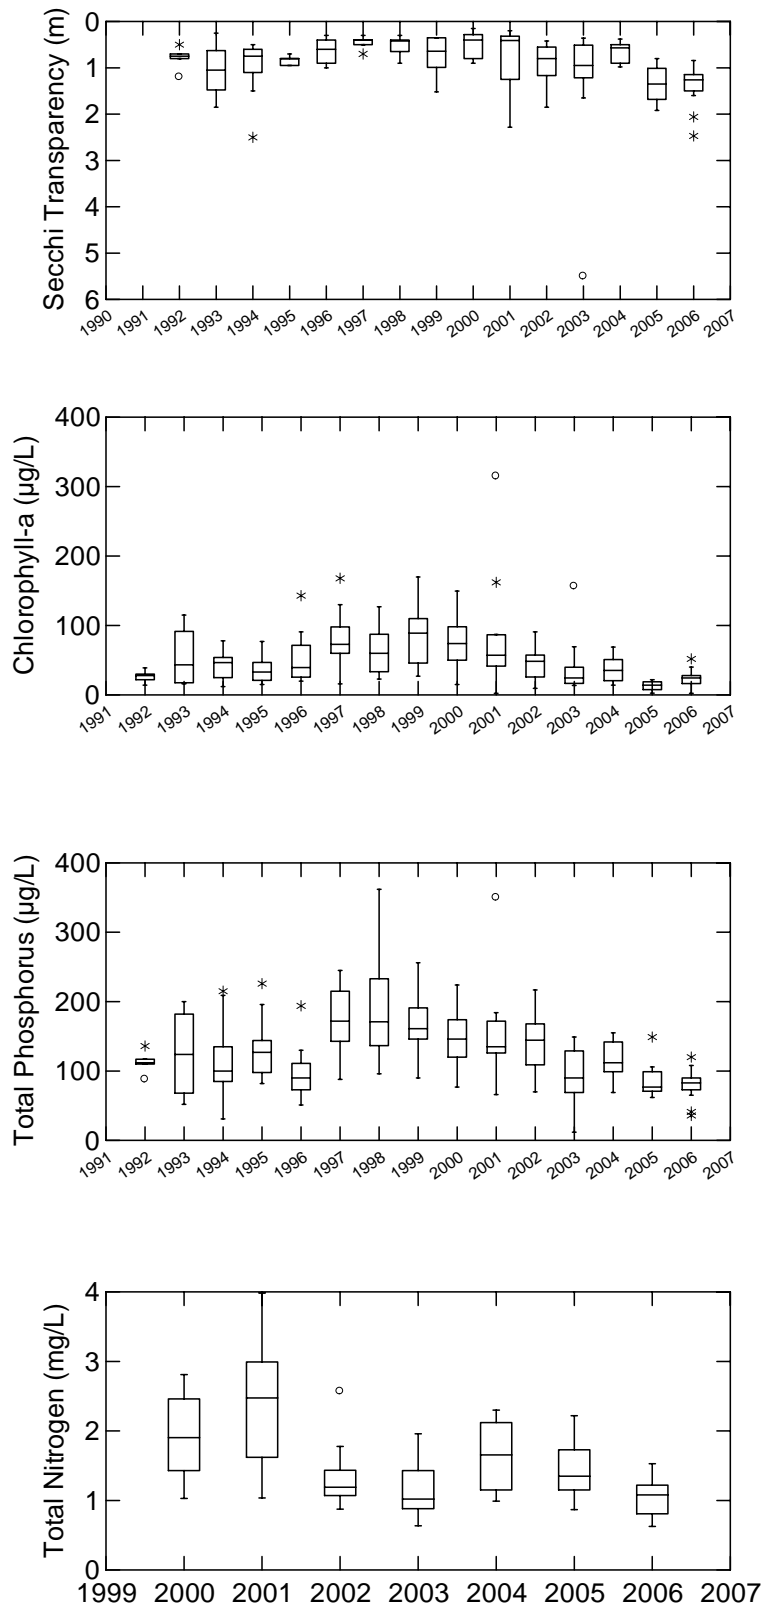 Secchi Transparency (m)
0
1
2
3
4
5
6
1990 1991 1992 1993 1994 1995 1996 1997 1998 1999 2000 2001 2002 2003 2004 2005 2006 2007
Chlorophyll-a (µg/L)
400
300
200
100
0
1991 1992 1993 1994 1995 1996 1997 1998 1999 2000 2001 2002 2003 2004 2005 2006 2007
Total Phosphorus (µg/L)
400
300
200
100
0
1991 1992 1993 1994 1995 1996 1997 1998 1999 2000 2001 2002 2003 2004 2005 2006 2007
Total Nitrogen (mg/L)
4
3
2
1
0
1999 2000 2001 2002 2003 2004 2005 2006 2007